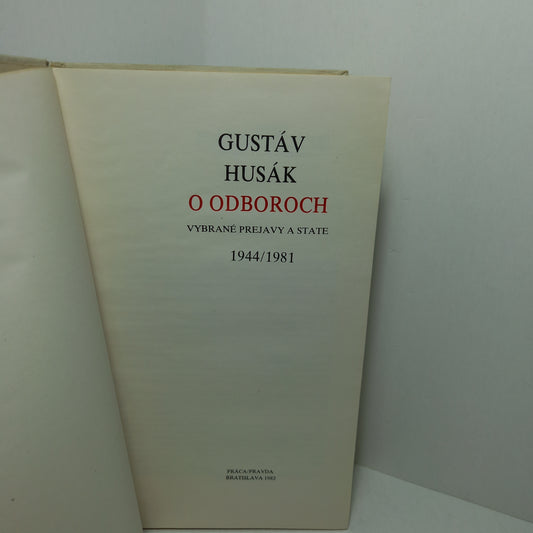 GUSTÁV
HUSÁK
O ODBOROCH
VYBRANÉ PREJAVY A STATE
1944/1981
PRÁCA/PRAVDA
BRATISLAVA 1982